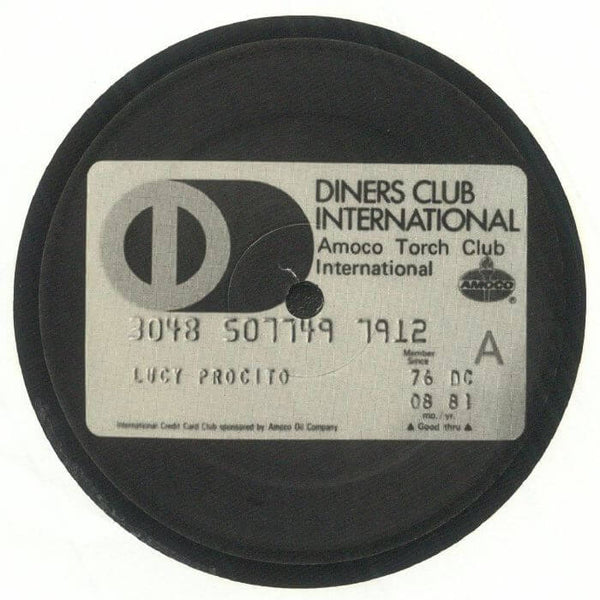 DINERS CLUB
INTERNATIONAL
Amoco Torch Club
International
AMOCO
®
3048 507749 7912
A
LUCY PROCITO
Member
Since
76 DC
08 81
mo./yr.
▲ Good thru ▲
International Credit Card Club sponsored by Amoco Oil Company